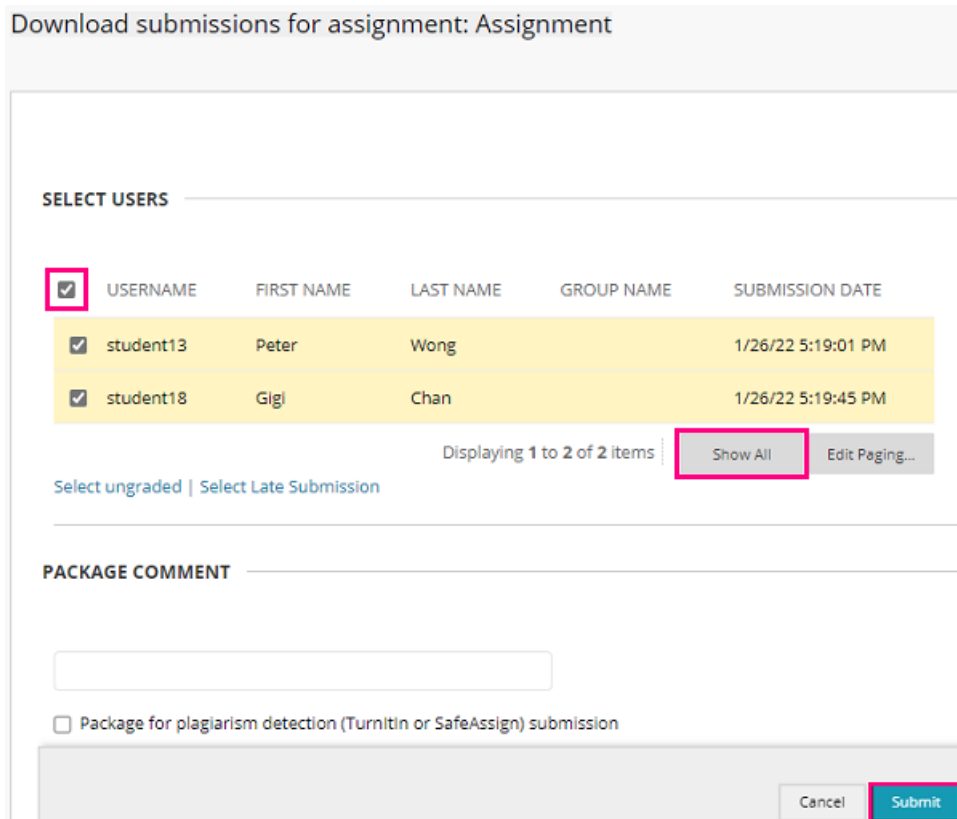 Download submissions for assignment: Assignment
SELECT USERS
USERNAME FIRST NAME LAST NAME GROUP NAME SUBMISSION DATE
student13 Peter Wong 1/26/22 5:19:01 PM
student18 Gigi Chan 1/26/22 5:19:45 PM
Displaying 1 to 2 of 2 items Show All Edit Paging...
Select ungraded | Select Late Submission
PACKAGE COMMENT
Package for plagiarism detection (TurnItIn or SafeAssign) submission
Cancel Submit